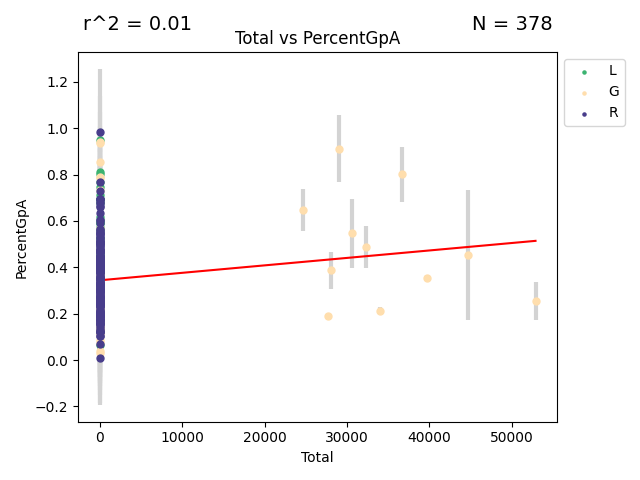 r^2 = 0.01
N = 378
Total vs PercentGpA
L
G
R
PercentGpA
1.2
1.0
0.8
0.6
0.4
0.2
0.0
−0.2
0
10000
20000
30000
40000
50000
Total